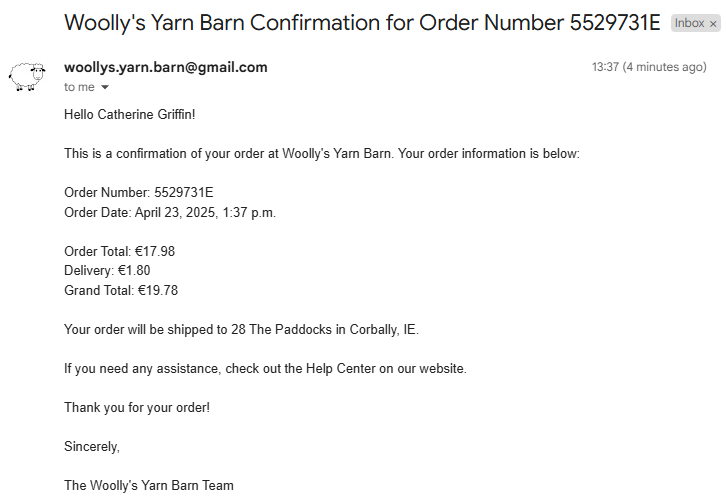 Woolly's Yarn Barn Confirmation for Order Number 5529731E Inbox ×
woollys.yarn.barn@gmail.com 13:37 (4 minutes ago)
to me
Hello Catherine Griffin!
This is a confirmation of your order at Woolly's Yarn Barn. Your order information is below:
Order Number: 5529731E
Order Date: April 23, 2025, 1:37 p.m.
Order Total: €17.98
Delivery: €1.80
Grand Total: €19.78
Your order will be shipped to 28 The Paddocks in Corbally, IE.
If you need any assistance, check out the Help Center on our website.
Thank you for your order!
Sincerely,
The Woolly's Yarn Barn Team